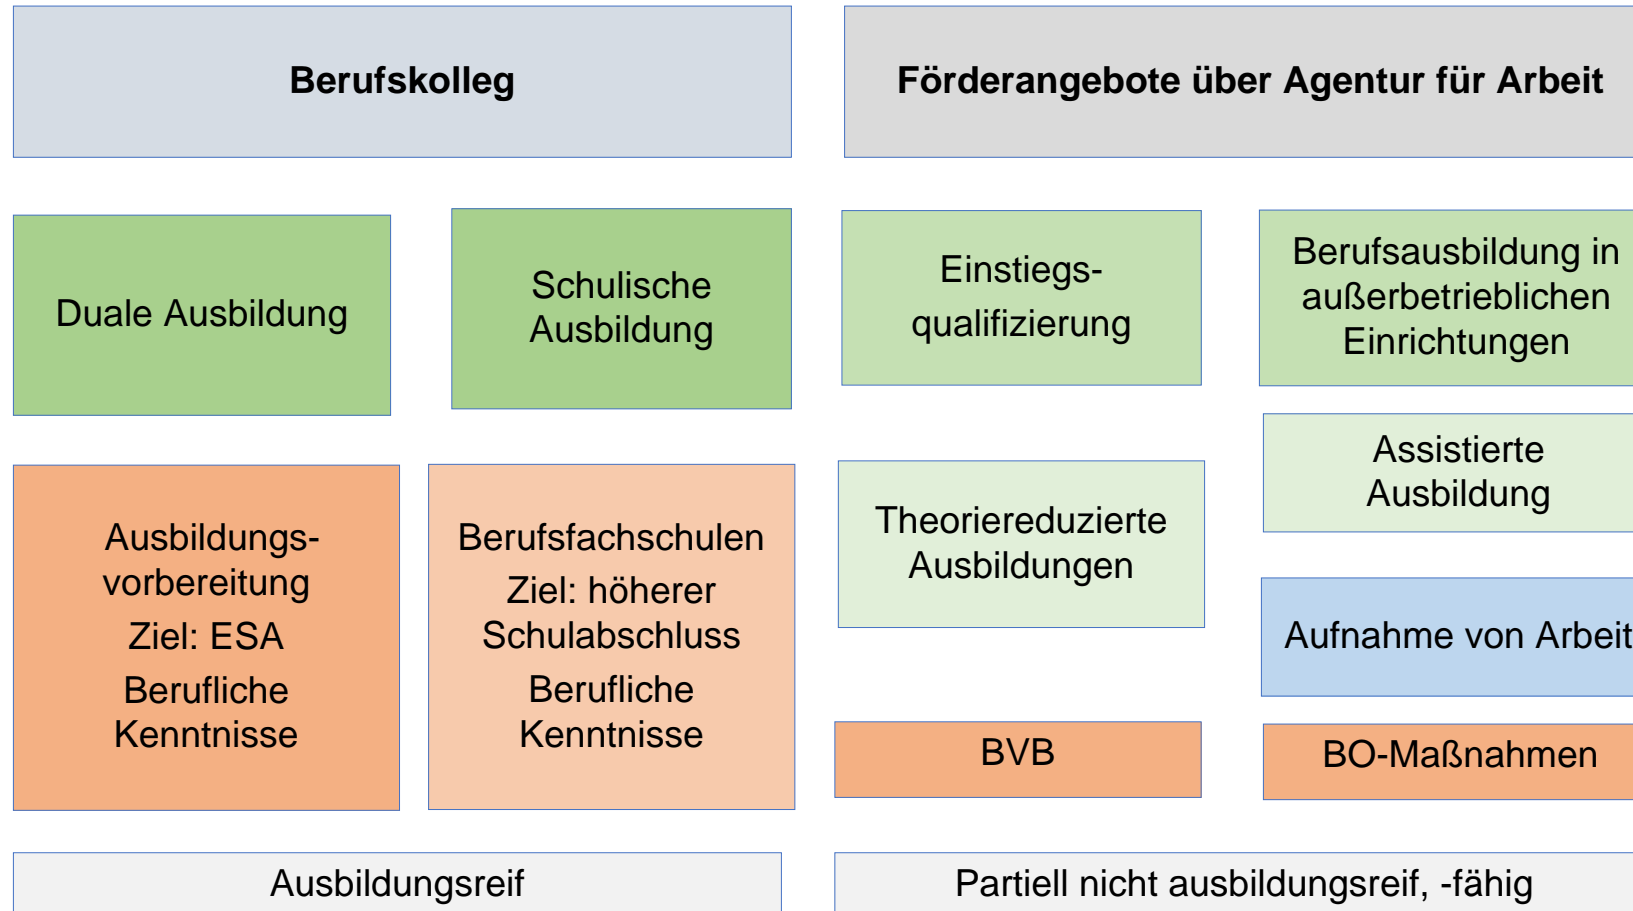 Berufskolleg
Förderangebote über Agentur für Arbeit
Duale Ausbildung
Schulische
Ausbildung
Einstiegs-
qualifizierung
Berufsausbildung in
außerbetrieblichen
Einrichtungen
Assistierte
Ausbildung
Ausbildungs-
vorbereitung
Ziel: ESA
Berufliche
Kenntnisse
Berufsfachschulen
Ziel: höherer
Schulabschluss
Berufliche
Kenntnisse
Theoriereduzierte
Ausbildungen
Aufnahme von Arbeit
BVB
BO-Maßnahmen
Ausbildungsreif
Partiell nicht ausbildungsreif, -fähig